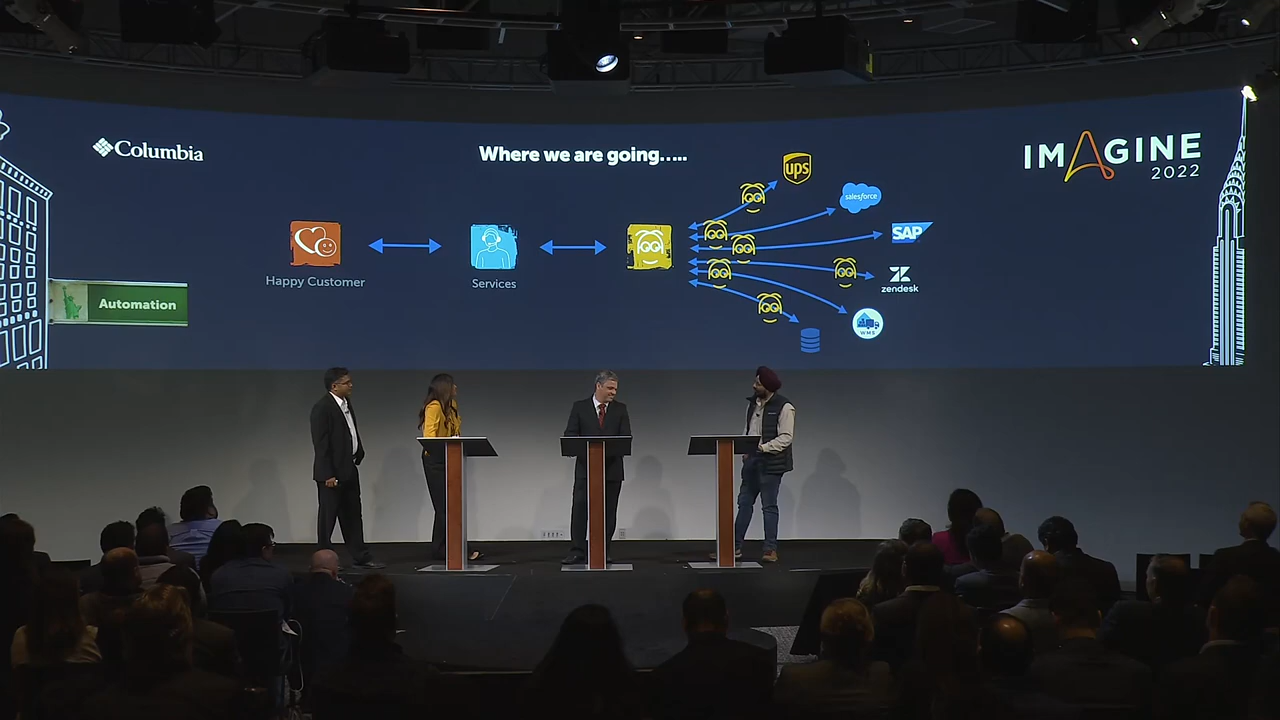 Columbia
Where we are going.....
IMAGINE
2022
ups
salesforce
SAP
zendesk
WMS
Happy Customer
Services
Automation